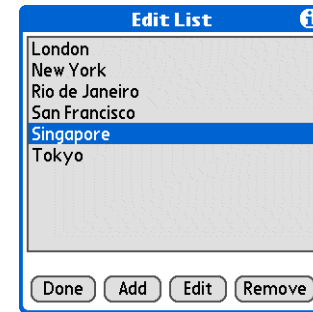 Edit List
i
London
New York
Rio de Janeiro
San Francisco
Singapore
Tokyo
Done Add Edit Remove